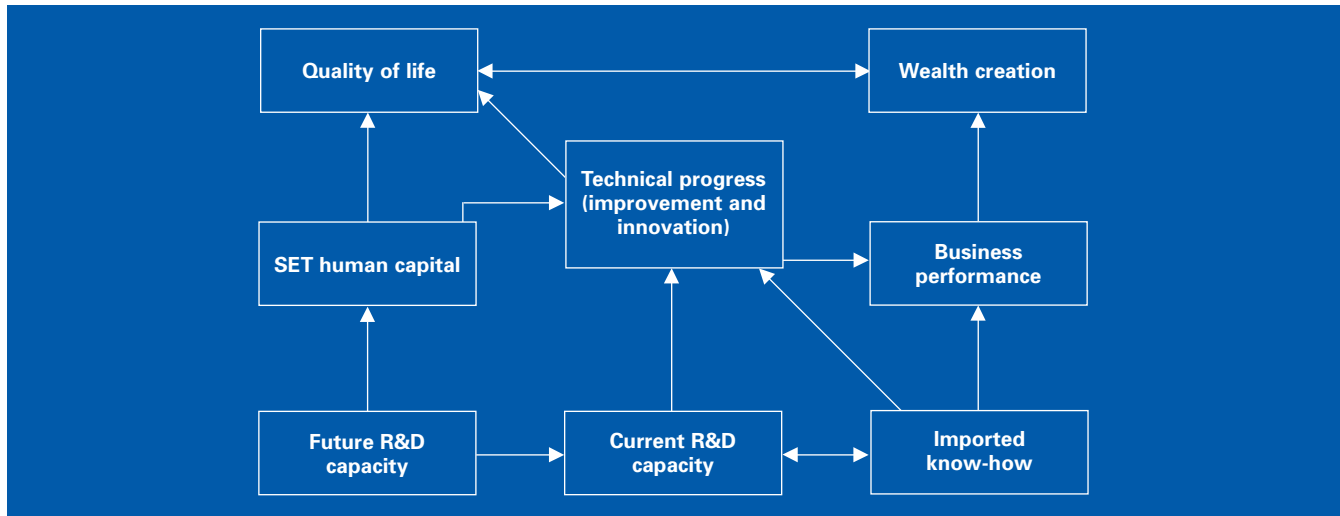 Quality of life
Wealth creation
Technical progress
(improvement and
innovation)
SET human capital
Business
performance
Future R&D
capacity
Current R&D
capacity
Imported
know-how